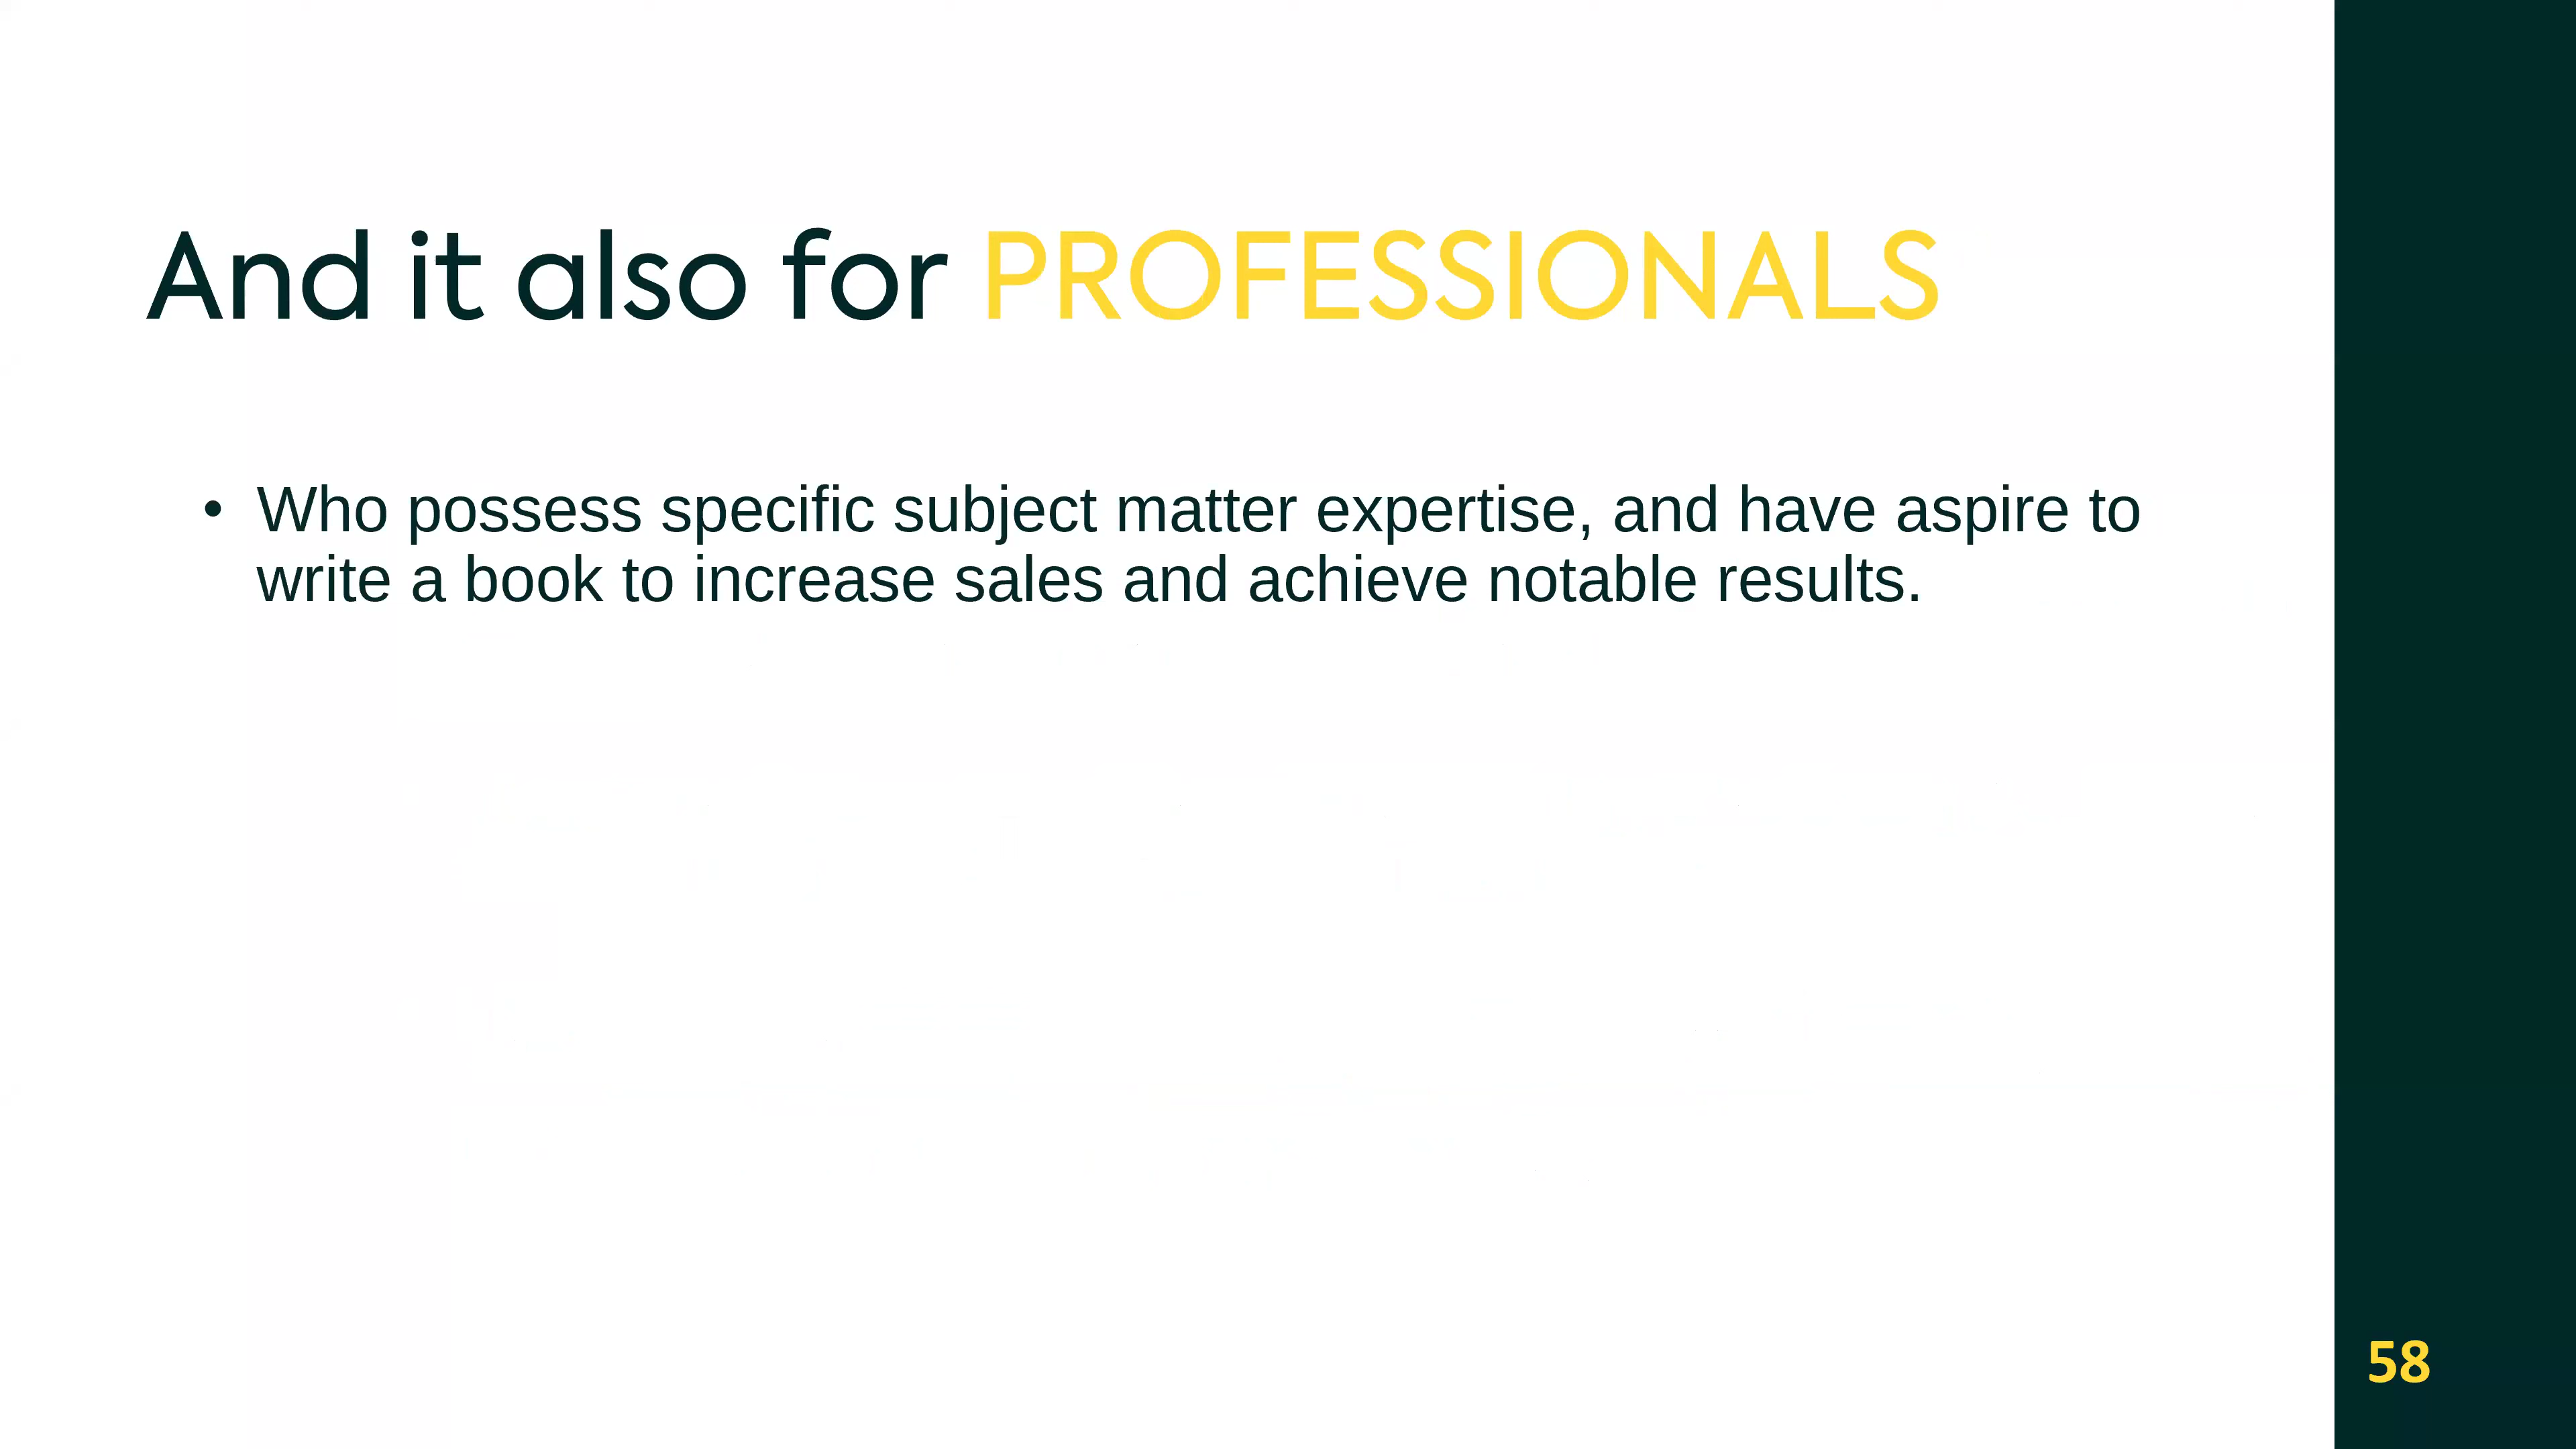 And it also for PROFESSIONALS
• Who possess specific subject matter expertise, and have aspire to
write a book to increase sales and achieve notable results.
58